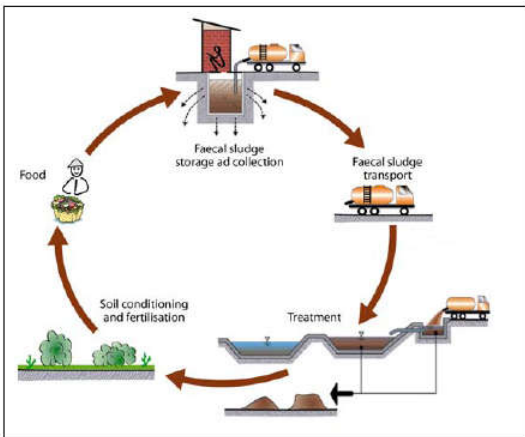 Faecal sludge
storage ad collection
Faecal sludge
transport
Food
Soil conditioning
and fertilisation
Treatment